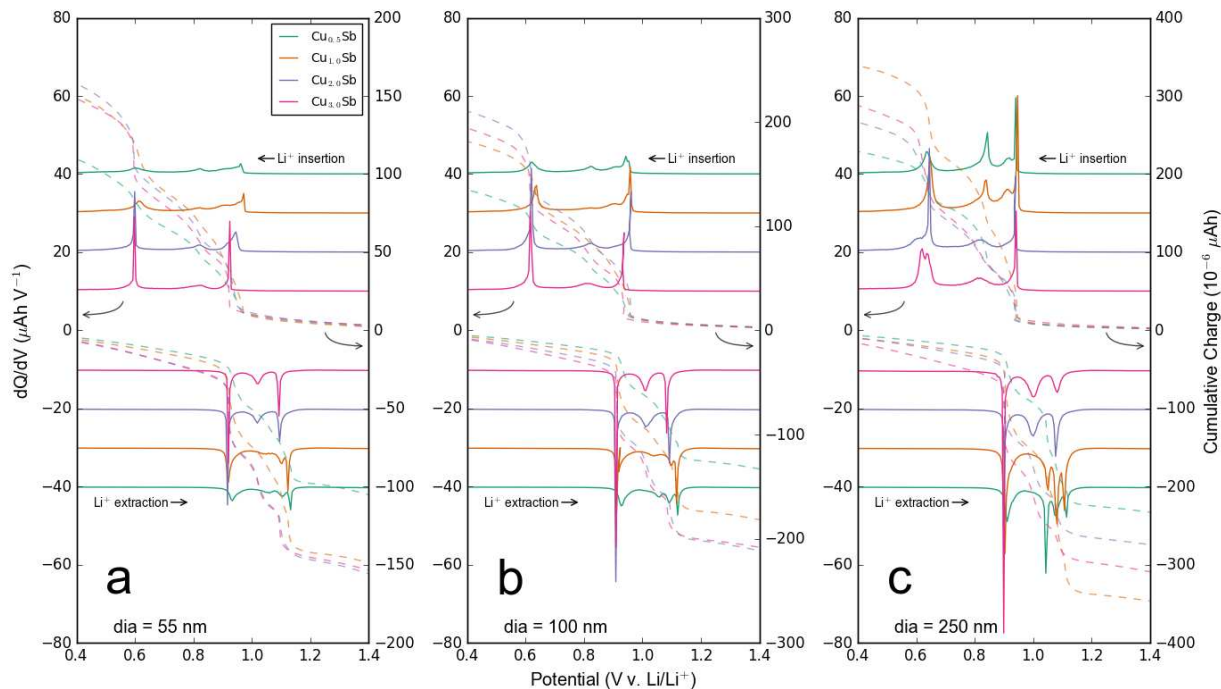 80
60
40
20
0
−20
−40
−60
−80
dQ/dV (μAh V⁻¹)
200
150
100
50
0
−50
−100
−150
−200
Cu₀.₅Sb
Cu₁.₀Sb
Cu₂.₀Sb
Cu₃.₀Sb
Li⁺ insertion
Li⁺ extraction
a
dia = 55 nm
0.4 0.6 0.8 1.0 1.2 1.4
80
60
40
20
0
−20
−40
−60
−80
300
200
100
0
−100
−200
−300
Li⁺ insertion
Li⁺ extraction
b
dia = 100 nm
0.4 0.6 0.8 1.0 1.2 1.4
Potential (V v. Li/Li⁺)
80
60
40
20
0
−20
−40
−60
−80
400
300
200
100
0
−100
−200
−300
−400
Cumulative Charge (10⁻⁶ μAh)
Li⁺ insertion
Li⁺ extraction
c
dia = 250 nm
0.4 0.6 0.8 1.0 1.2 1.4